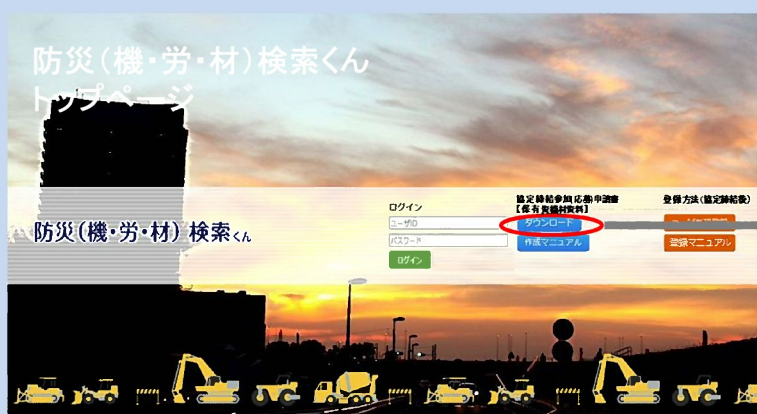 防災(機・労・材)検索くん
トップページ
防災(機・労・材)検索くん
ログイン
ユーザID
パスワード
ログイン
協定締結参加(応募)申請書
【保有資機材資料】
ダウンロード
作成マニュアル
登録方法(協定締結後)
登録マニュアル